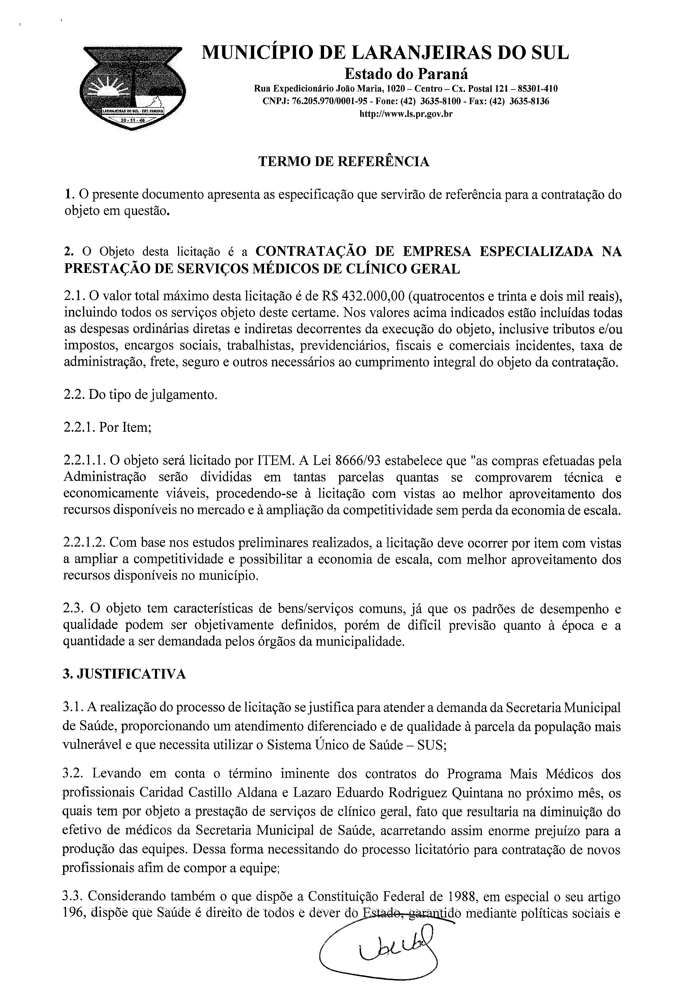 MUNICÍPIO DE LARANJEIRAS DO SUL
Estado do Paraná
Rua Expedicionário João Maria, 1020 – Centro – Cx. Postal 121 – 85301-410
CNPJ: 76.205.970/0001-95 - Fone: (42) 3635-8100 - Fax: (42) 3635-8136
http://www.ls.pr.gov.br
LARANJEIRAS DO SUL - EST. PARANÁ
30 - 11 - 46
TERMO DE REFERÊNCIA
1. O presente documento apresenta as especificação que servirão de referência para a contratação do
objeto em questão.
2. O Objeto desta licitação é a CONTRATAÇÃO DE EMPRESA ESPECIALIZADA NA
PRESTAÇÃO DE SERVIÇOS MÉDICOS DE CLÍNICO GERAL
2.1. O valor total máximo desta licitação é de R$ 432.000,00 (quatrocentos e trinta e dois mil reais),
incluindo todos os serviços objeto deste certame. Nos valores acima indicados estão incluídas todas
as despesas ordinárias diretas e indiretas decorrentes da execução do objeto, inclusive tributos e/ou
impostos, encargos sociais, trabalhistas, previdenciários, fiscais e comerciais incidentes, taxa de
administração, frete, seguro e outros necessários ao cumprimento integral do objeto da contratação.
2.2. Do tipo de julgamento.
2.2.1. Por Item;
2.2.1.1. O objeto será licitado por ITEM. A Lei 8666/93 estabelece que "as compras efetuadas pela
Administração serão divididas em tantas parcelas quantas se comprovarem técnica e
economicamente viáveis, procedendo-se à licitação com vistas ao melhor aproveitamento dos
recursos disponíveis no mercado e à ampliação da competitividade sem perda da economia de escala.
2.2.1.2. Com base nos estudos preliminares realizados, a licitação deve ocorrer por item com vistas
a ampliar a competitividade e possibilitar a economia de escala, com melhor aproveitamento dos
recursos disponíveis no município.
2.3. O objeto tem características de bens/serviços comuns, já que os padrões de desempenho e
qualidade podem ser objetivamente definidos, porém de difícil previsão quanto à época e a
quantidade a ser demandada pelos órgãos da municipalidade.
3. JUSTIFICATIVA
3.1. A realização do processo de licitação se justifica para atender a demanda da Secretaria Municipal
de Saúde, proporcionando um atendimento diferenciado e de qualidade à parcela da população mais
vulnerável e que necessita utilizar o Sistema Único de Saúde – SUS;
3.2. Levando em conta o término iminente dos contratos do Programa Mais Médicos dos
profissionais Caridad Castillo Aldana e Lazaro Eduardo Rodriguez Quintana no próximo mês, os
quais tem por objeto a prestação de serviços de clínico geral, fato que resultaria na diminuição do
efetivo de médicos da Secretaria Municipal de Saúde, acarretando assim enorme prejuízo para a
produção das equipes. Dessa forma necessitando do processo licitatório para contratação de novos
profissionais afim de compor a equipe;
3.3. Considerando também o que dispõe a Constituição Federal de 1988, em especial o seu artigo
196, dispõe que Saúde é direito de todos e dever do Estado, garantido mediante políticas sociais e